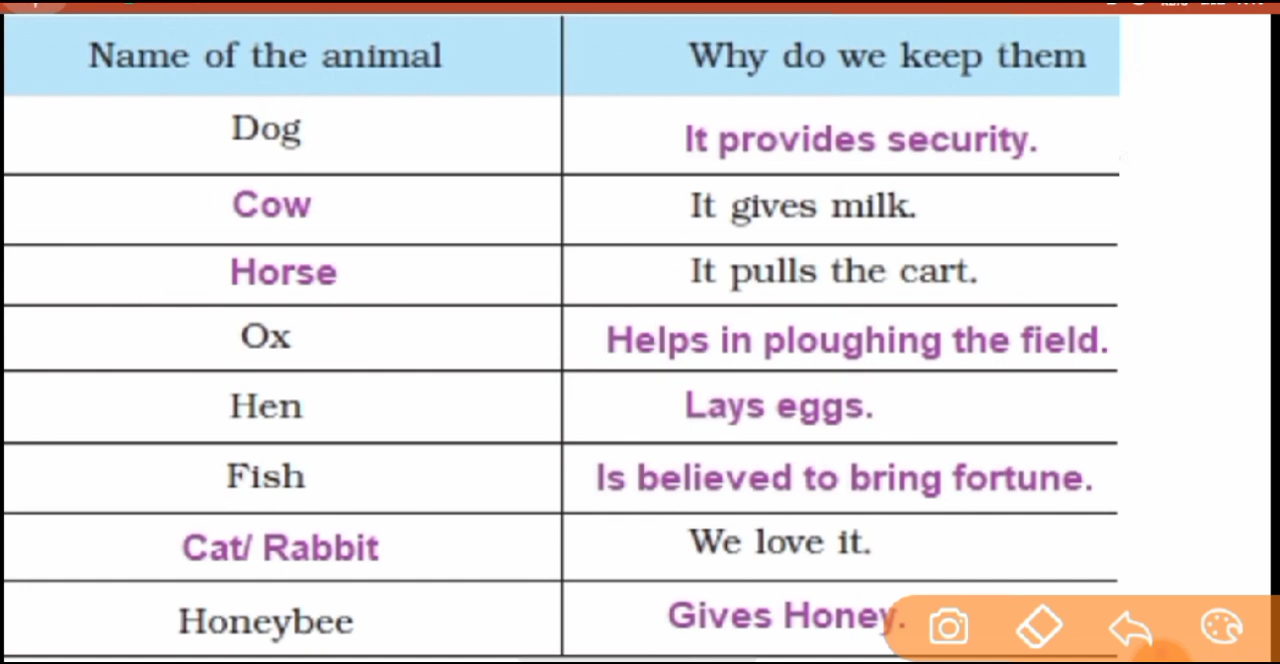 Name of the animal Why do we keep them
Dog It provides security.
Cow It gives milk.
Horse It pulls the cart.
Ox Helps in ploughing the field.
Hen Lays eggs.
Fish Is believed to bring fortune.
Cat/ Rabbit We love it.
Honeybee Gives Honey.